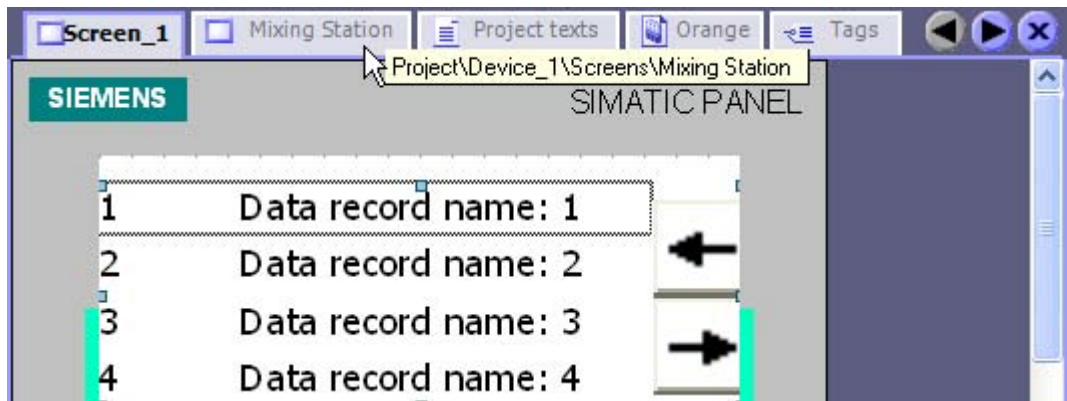 Screen_1 Mixing Station Project texts Orange Tags
Project\Device_1\Screens\Mixing Station
SIEMENS SIMATIC PANEL
1 Data record name: 1
2 Data record name: 2
3 Data record name: 3
4 Data record name: 4